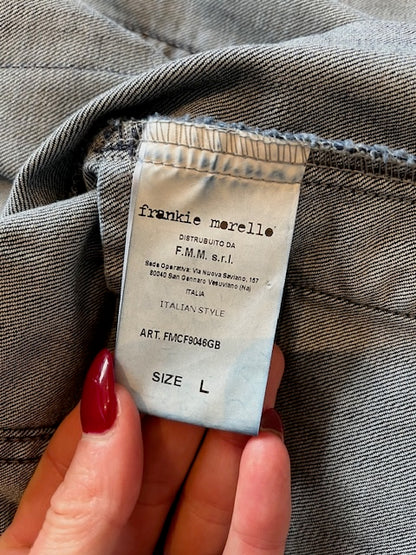 frankie morello
DISTRUBUITO DA
F.M.M. s.r.l.
Sede Operativa: Via Nuova Saviano, 157
80040 San Gennaro Vesuviano (Na)
ITALIA
ITALIAN STYLE
ART. FMCF9046GB
SIZE L